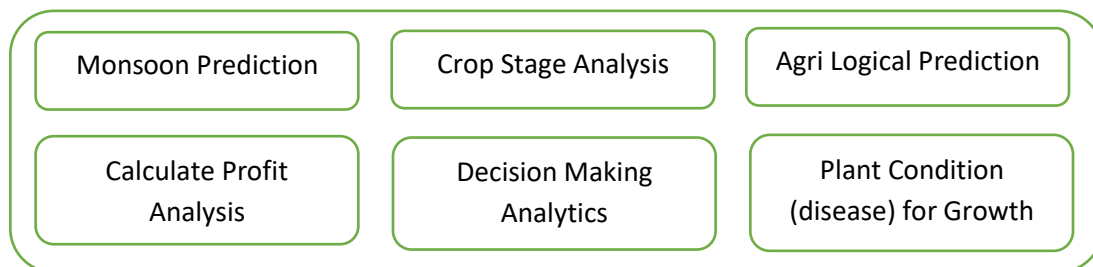 Monsoon Prediction
Crop Stage Analysis
Agri Logical Prediction
Calculate Profit
Analysis
Decision Making
Analytics
Plant Condition
(disease) for Growth